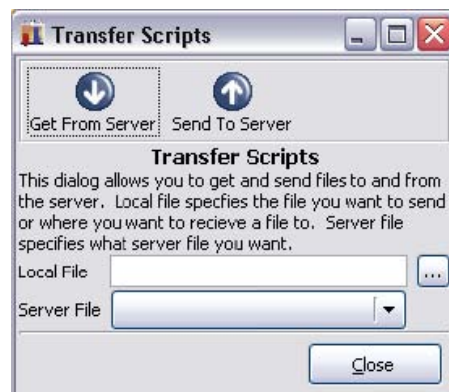 Transfer Scripts
Get From Server Send To Server
Transfer Scripts
This dialog allows you to get and send files to and from
the server. Local file specfies the file you want to send
or where you want to recieve a file to. Server file
specifies what server file you want.
Local File
...
Server File
Close